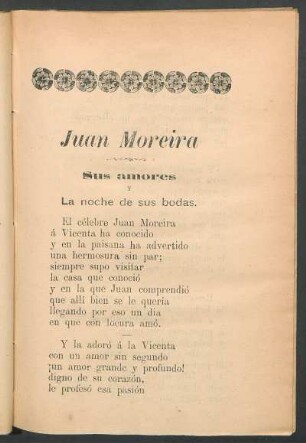 Juan Moreira
Sus amores
Y
La noche de sus bodas.
El célebre Juan Moreira
á Vicenta ha conocido
y en la paisana ha advertido
una hermosura sin par;
siempre supo visitar
la casa que conoció
y en la que Juan comprendió
que allí bien se le quería
llegando por eso un día
en que con locura amó.
Y la adoró á la Vicenta
con un amor sin segundo
¡un amor grande y profundo!
digno de su corazón,
le profesó esa pasión